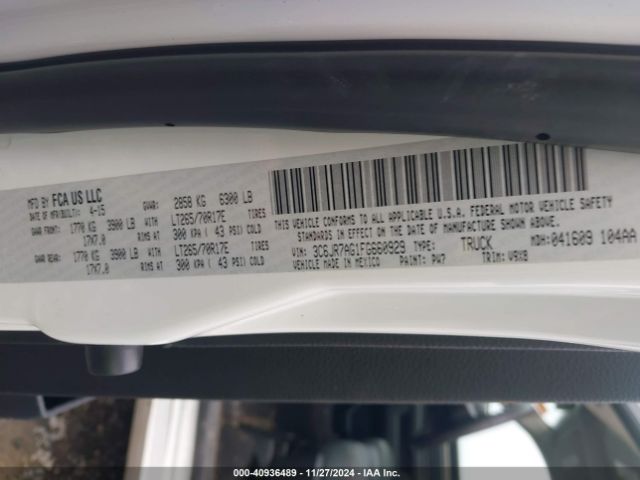 MFD BY FCA US LLC
DATE OF MFR/BUILT: 4-15 GVWR: 2858 KG 6300 LB
GAWR FRONT: 1770 KG 3900 LB WITH LT265/70R17E TIRES
17X7.0 RIMS AT 300 KPA ( 43 PSI) COLD
GAWR REAR: 1770 KG 3900 LB WITH LT265/70R17E TIRES
17X7.0 RIMS AT 300 KPA ( 43 PSI) COLD
THIS VEHICLE CONFORMS TO ALL APPLICABLE U.S.A. FEDERAL MOTOR VEHICLE SAFETY
STANDARDS IN EFFECT ON THE DATE OF MANUFACTURE SHOWN ABOVE
VIN: 3C6JR7AG1FG660929 TYPE: TRUCK MDH: 041609 104AA
VEHICLE MADE IN MEXICO PAINT: PW7 TRIM: V9X8
000-40936489 - 11/27/2024 - IAA Inc.